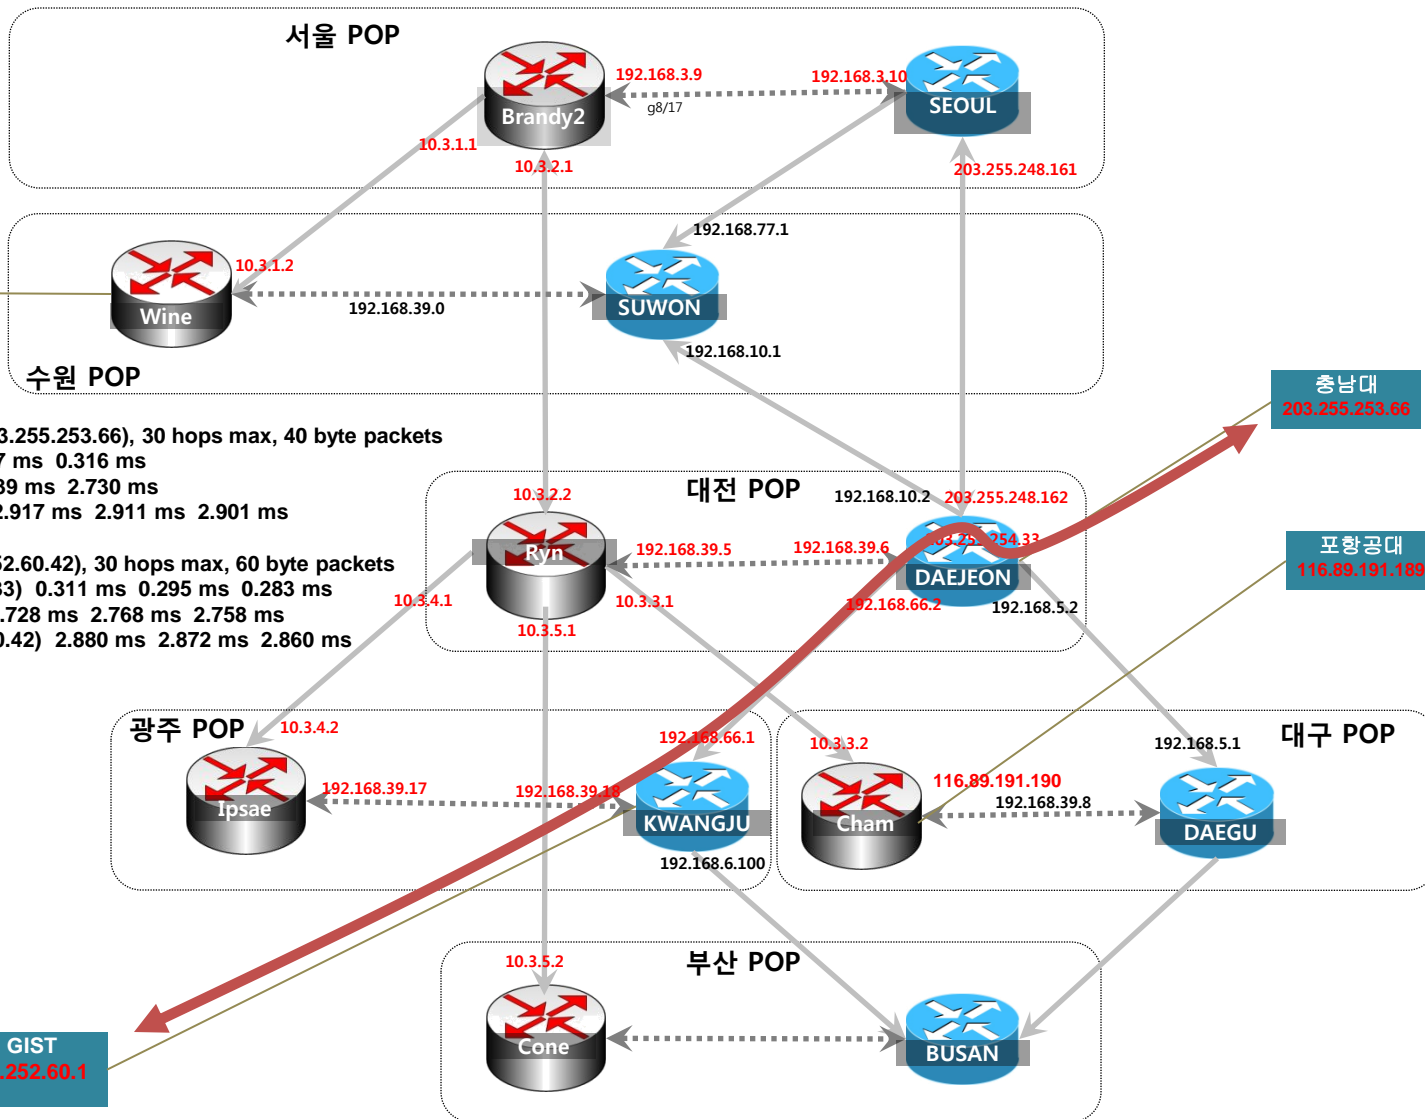 서울 POP
192.168.3.9
192.168.3.10
g8/17
Brandy2
SEOUL
10.3.1.1
10.3.2.1
203.255.248.161
192.168.77.1
10.3.1.2
192.168.39.0
Wine
SUWON
192.168.10.1
수원 POP
충남대
203.255.253.66
3.255.253.66), 30 hops max, 40 byte packets
7 ms 0.316 ms
39 ms 2.730 ms
2.917 ms 2.911 ms 2.901 ms
대전 POP
10.3.2.2
192.168.10.2
203.255.248.162
Ryn
192.168.39.5
192.168.39.6
DAEJEON
포항공대
116.89.191.189
52.60.42), 30 hops max, 60 byte packets
33) 0.311 ms 0.295 ms 0.283 ms
.728 ms 2.768 ms 2.758 ms
0.42) 2.880 ms 2.872 ms 2.860 ms
10.3.4.1
10.3.3.1
192.168.66.2
192.168.5.2
10.3.5.1
광주 POP
10.3.4.2
192.168.66.1
10.3.3.2
192.168.5.1
대구 POP
192.168.39.17
192.168.39.18
116.89.191.190
192.168.39.8
Ipsae
KWANGJU
Cham
DAEGU
192.168.6.100
10.3.5.2
부산 POP
Cone
BUSAN
GIST
.252.60.1